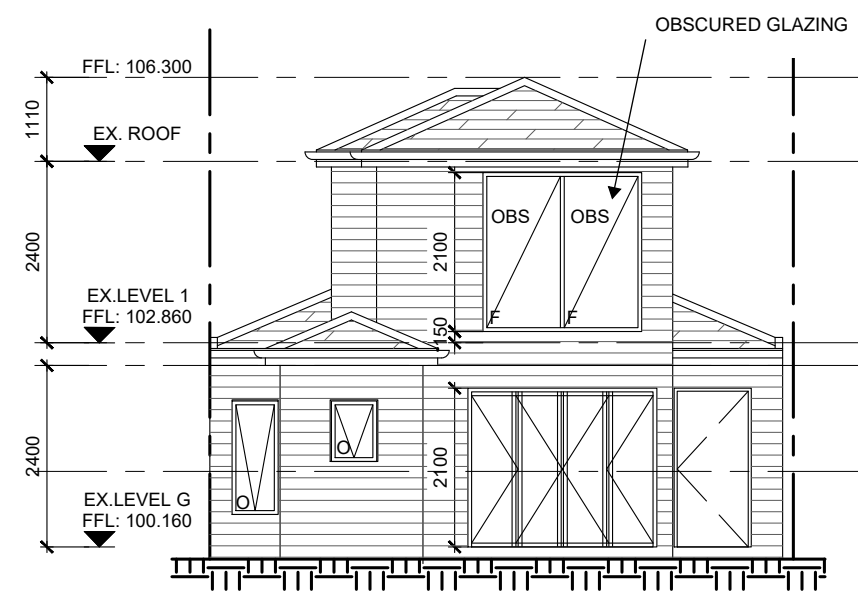 OBSCURED GLAZING
FFL: 106.300
1110
EX. ROOF
2400
2100
OBS OBS
EX.LEVEL 1
FFL: 102.860
F F
150
2400
2100
O
O
EX.LEVEL G
FFL: 100.160